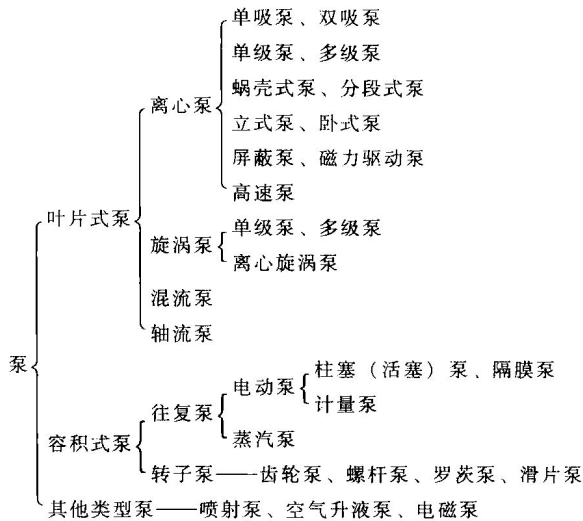 单吸泵、双吸泵
单级泵、多级泵
离心泵
蜗壳式泵、分段式泵
立式泵、卧式泵
屏蔽泵、磁力驱动泵
高速泵
叶片式泵
单级泵、多级泵
旋涡泵
离心旋涡泵
混流泵
轴流泵
泵
柱塞（活塞）泵、隔膜泵
电动泵
计量泵
往复泵
容积式泵
蒸汽泵
转子泵——齿轮泵、螺杆泵、罗茨泵、滑片泵
其他类型泵——喷射泵、空气升液泵、电磁泵